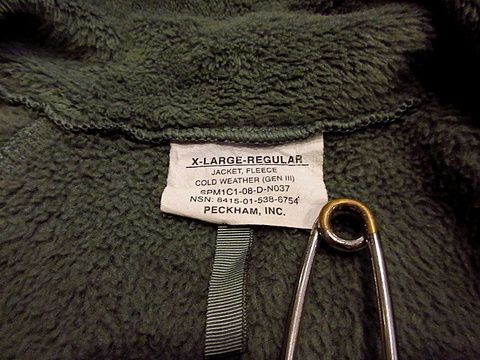 X-LARGE-REGULAR
JACKET, FLEECE
COLD WEATHER (GEN III)
SPM1C1-08-D-N037
NSN: 8415-01-538-6754
PECKHAM, INC.